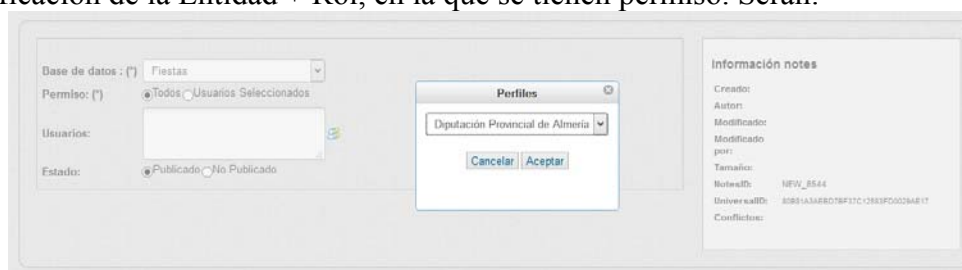 ificación de la Entidad + Rol, en la que se tienen permiso. Serán:
Base de datos : (*) Fiestas
Permiso: (*) Todos Usuarios Seleccionados
Usuarios:
Estado: Publicado No Publicado
Perfiles
Diputación Provincial de Almería
Cancelar Aceptar
Información notes
Creado:
Autor:
Modificado:
Modificado
por:
Tamaño:
NotesID: NEW_8544
UniversalID:
Conflictos: